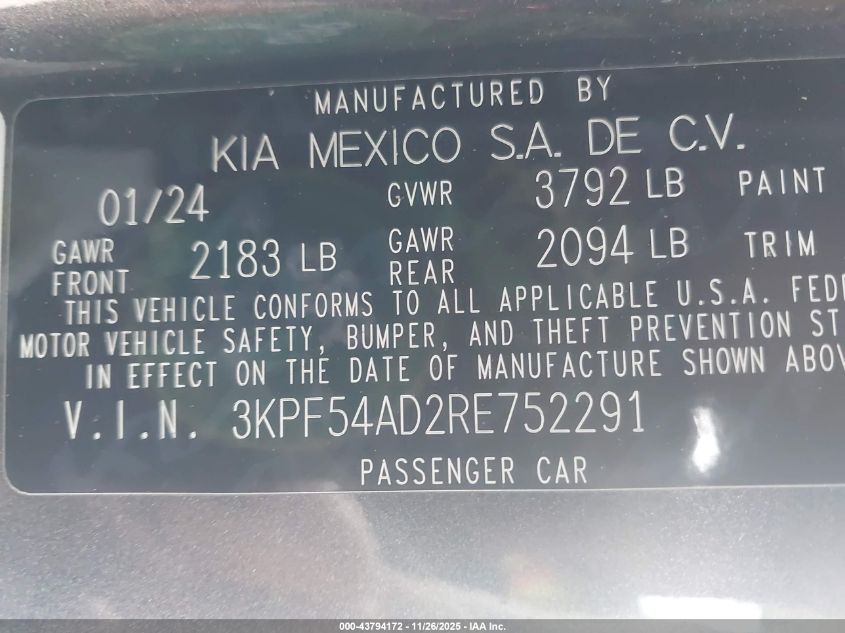 MANUFACTURED BY
KIA MEXICO S.A. DE C.V.
01/24 GVWR 3792 LB PAINT
GAWR FRONT 2183 LB GAWR REAR 2094 LB TRIM
THIS VEHICLE CONFORMS TO ALL APPLICABLE U.S.A. FED
MOTOR VEHICLE SAFETY, BUMPER, AND THEFT PREVENTION ST
IN EFFECT ON THE DATE OF MANUFACTURE SHOWN ABOV
V.I.N. 3KPF54AD2RE752291
PASSENGER CAR
000-43794172 - 11/26/2025 - IAA Inc.